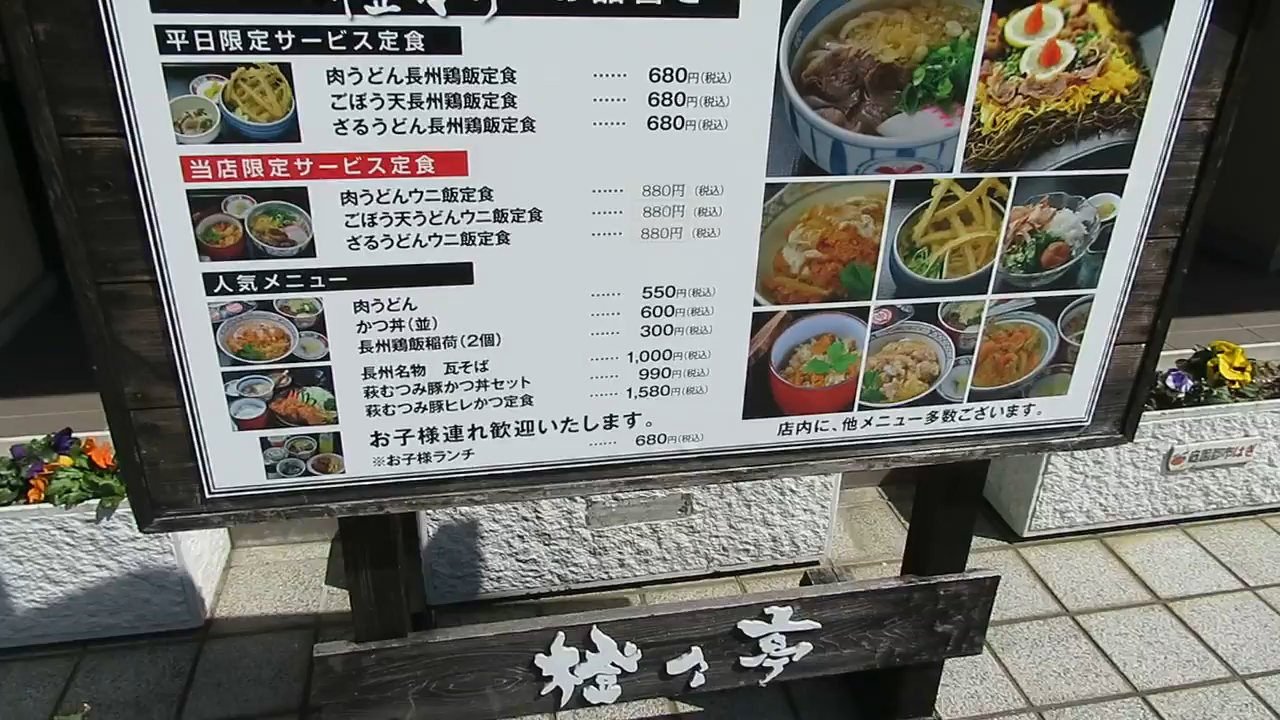 平日限定サービス定食
肉うどん長州鶏飯定食 …… 680円(税込)
ごぼう天長州鶏飯定食 …… 680円(税込)
ざるうどん長州鶏飯定食 …… 680円(税込)
当店限定サービス定食
肉うどんウニ飯定食 …… 880円(税込)
ごぼう天うどんウニ飯定食 …… 880円(税込)
ざるうどんウニ飯定食 …… 880円(税込)
人気メニュー
肉うどん …… 550円(税込)
かつ丼(並) …… 600円(税込)
長州鶏飯稲荷(2個) …… 300円(税込)
長州名物 瓦そば …… 1,000円(税込)
萩むつみ豚かつ丼セット …… 990円(税込)
萩むつみ豚ヒレかつ定食 …… 1,580円(税込)
お子様連れ歓迎いたします。
※お子様ランチ …… 680円(税込)
店内に、他メニュー多数ございます。
橙乃亭